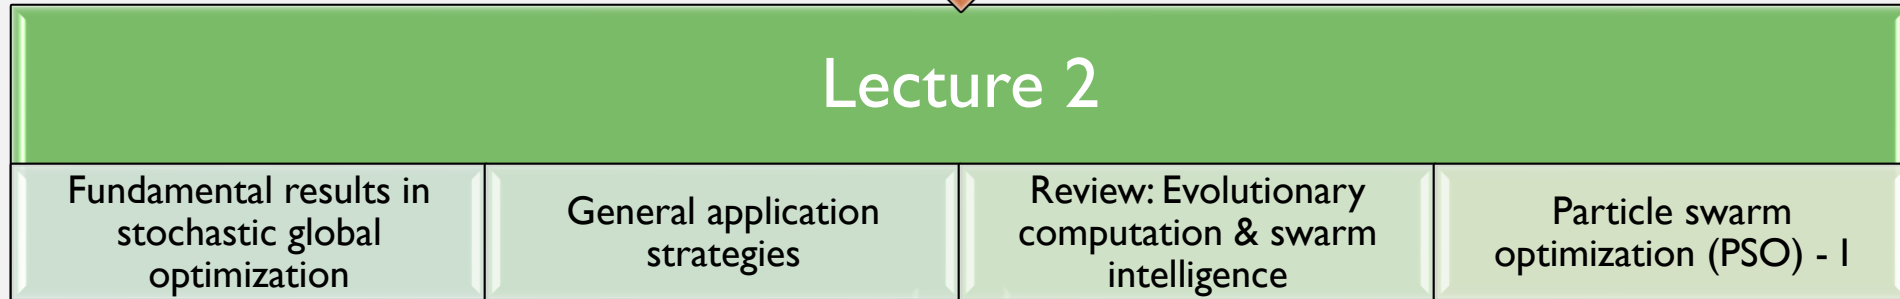 Lecture 2
Fundamental results in
stochastic global
optimization
General application
strategies
Review: Evolutionary
computation & swarm
intelligence
Particle swarm
optimization (PSO) - I